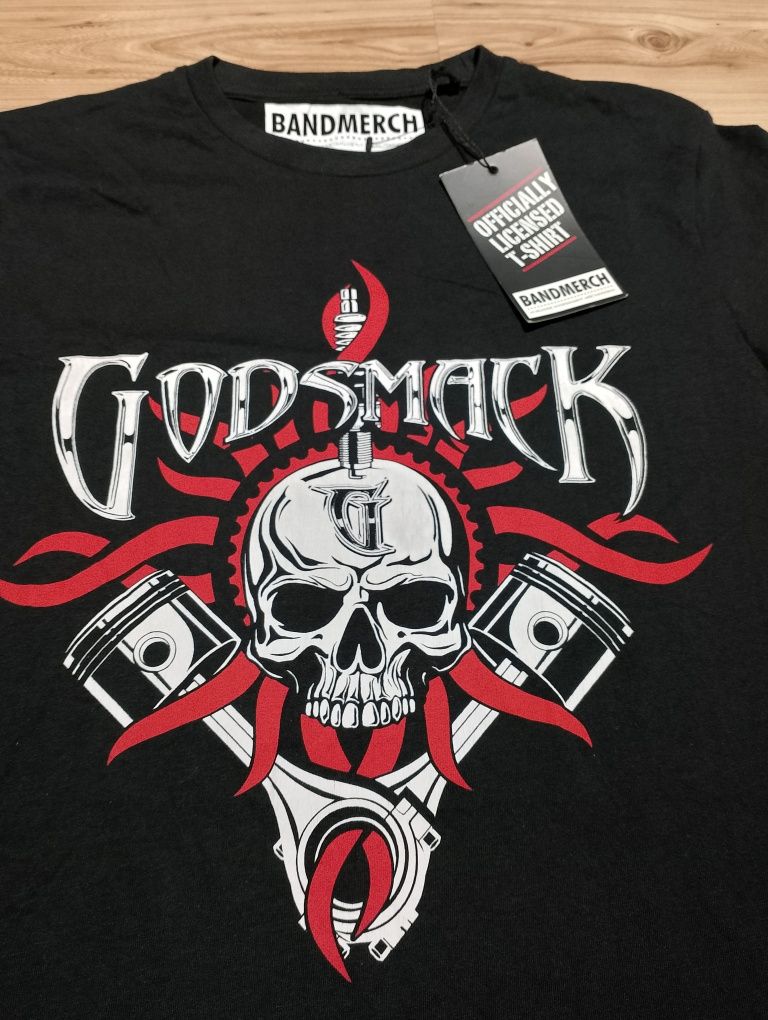 BANDMERCH
OFFICIALLY
LICENSED
T-SHIRT
BANDMERCH
GODSMACK
G